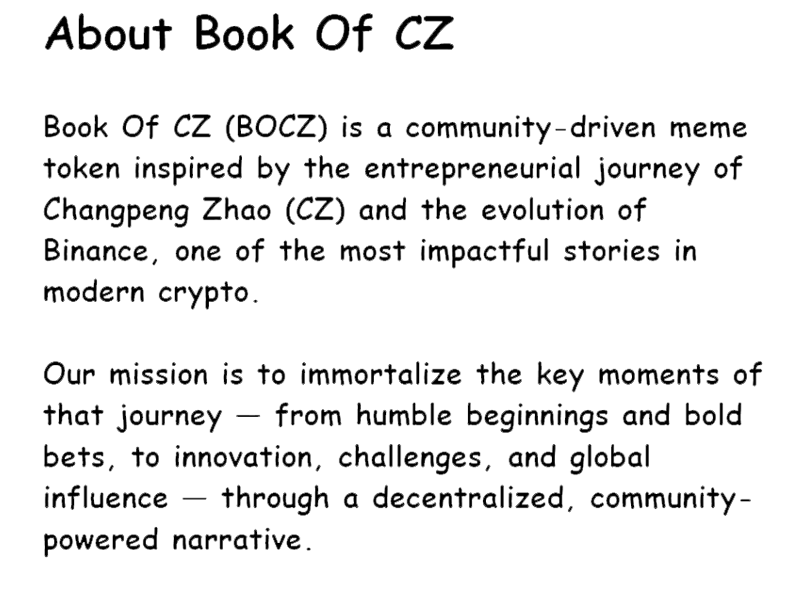 About Book Of CZ
Book Of CZ (BOCZ) is a community-driven meme
token inspired by the entrepreneurial journey of
Changpeng Zhao (CZ) and the evolution of
Binance, one of the most impactful stories in
modern crypto.
Our mission is to immortalize the key moments of
that journey — from humble beginnings and bold
bets, to innovation, challenges, and global
influence — through a decentralized, community-
powered narrative.